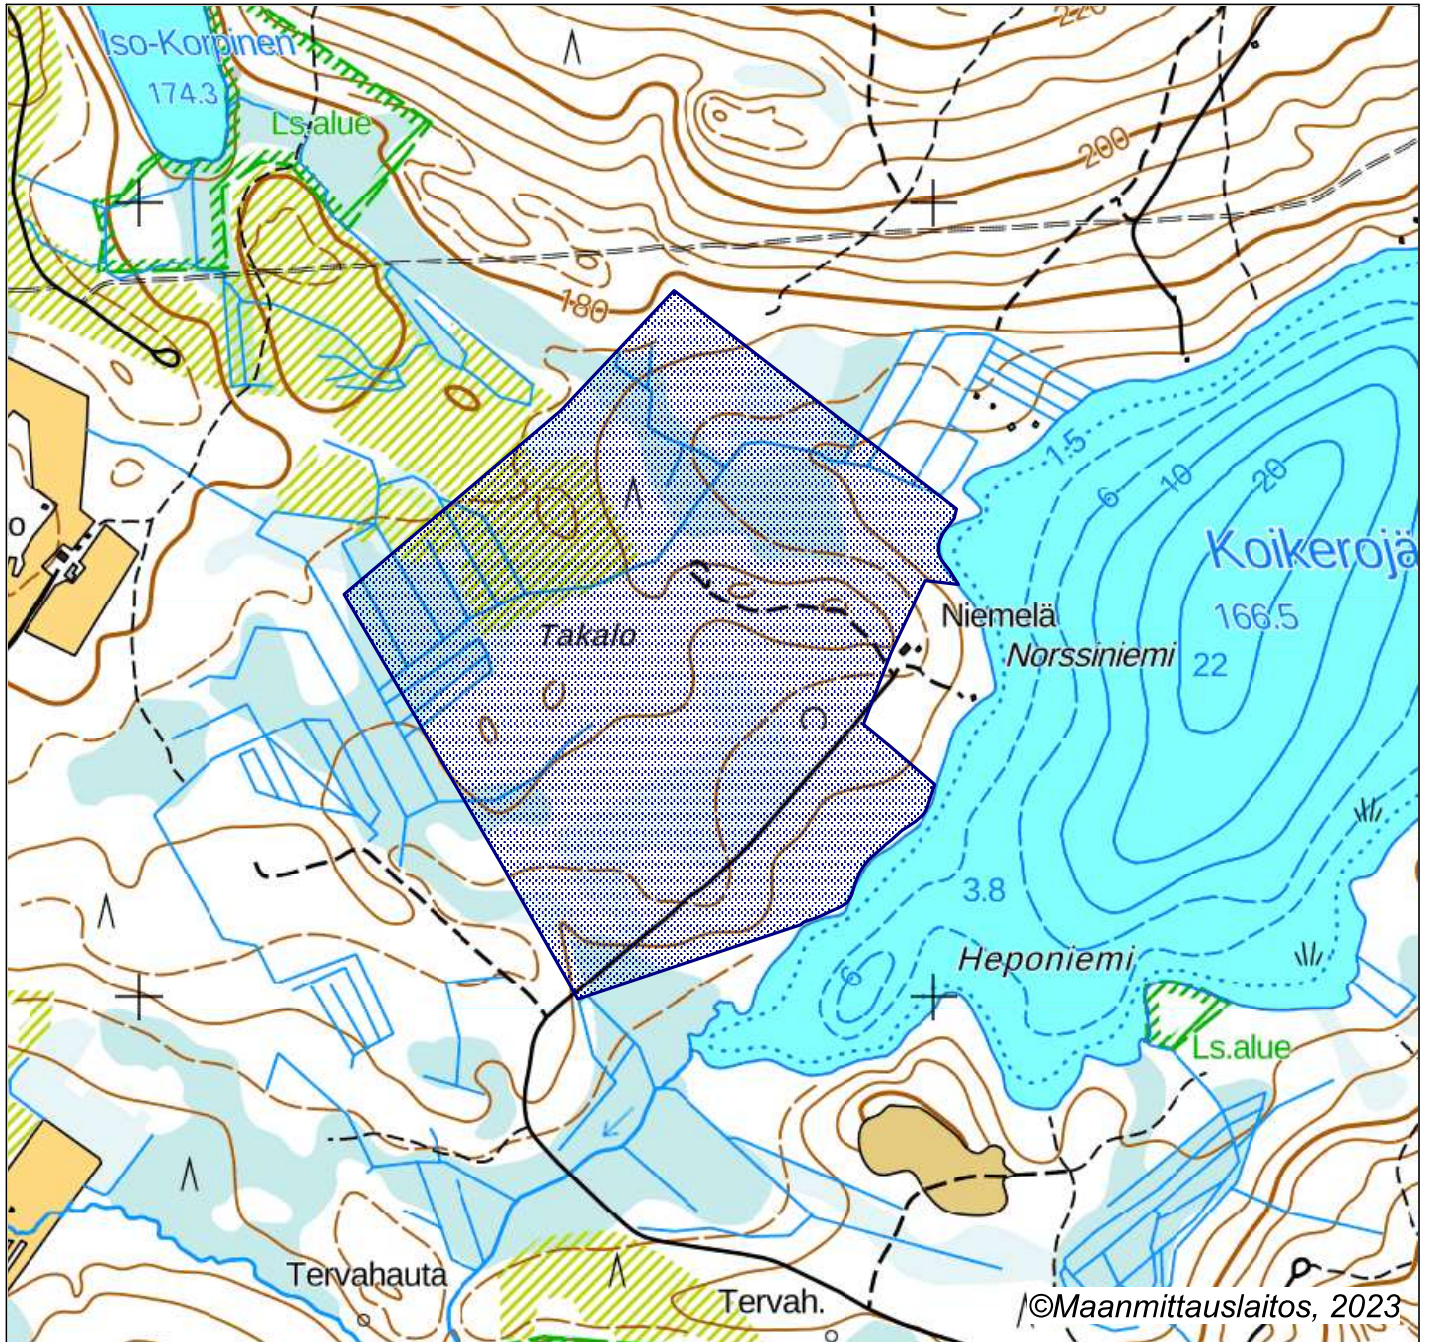 220
Iso-Korpinen
174.3
Ls.alue
200
180
1.5
6
10
20
o
Koikerojä
Niemelä
166.5
Takalo
Norssiniemi
22
3.8
6
Heponiemi
Ls.alue
Tervahauta
Tervah.
©Maanmittauslaitos, 2023